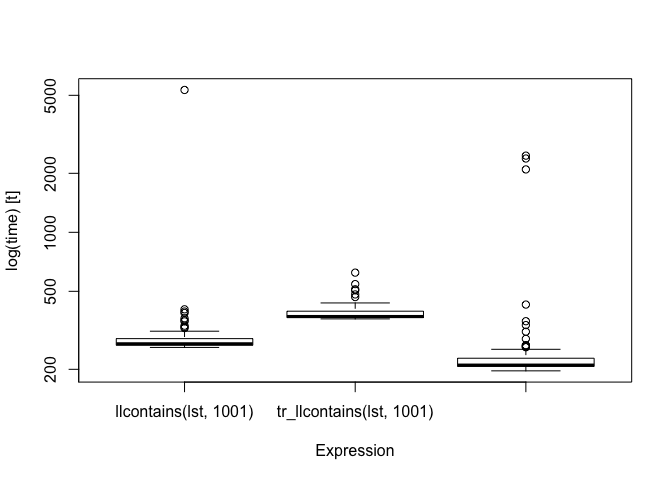 5000
2000
1000
500
200
log(time) [t]
llcontains(lst, 1001)
tr_llcontains(lst, 1001)
Expression